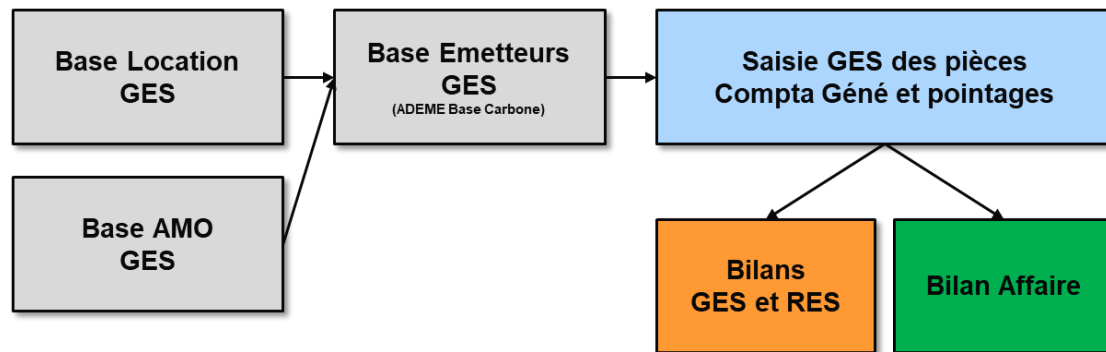 Base Location
GES
Base Emetteurs
GES
(ADEME Base Carbone)
Saisie GES des pièces
Compta Géné et pointages
Base AMO
GES
Bilans
GES et RES
Bilan Affaire